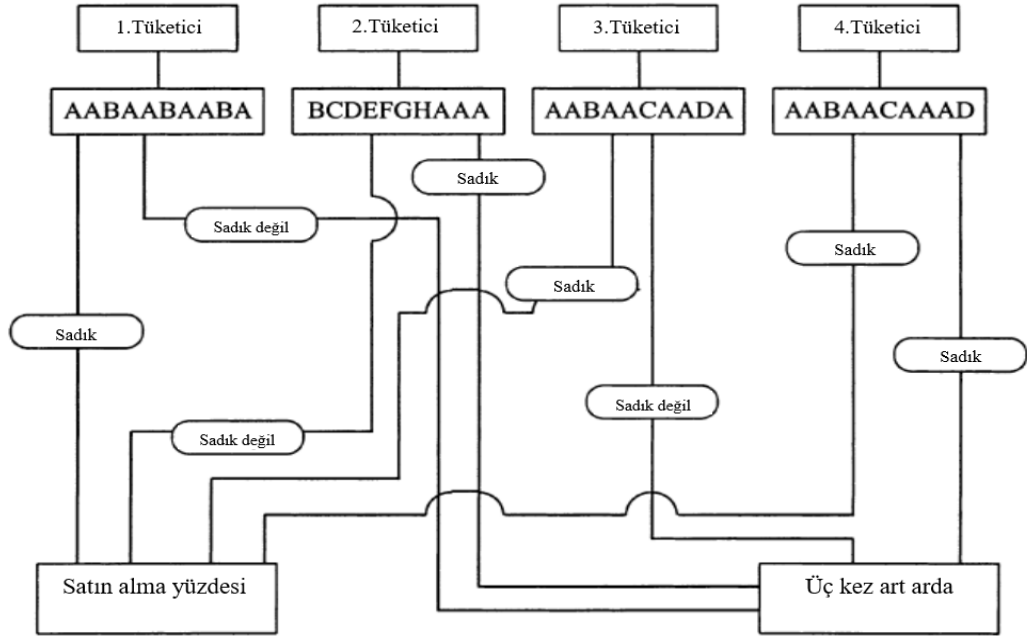 1.Tüketici
2.Tüketici
3.Tüketici
4.Tüketici
AABAABAABA
BCDEFGHAAA
AABAACAADA
AABAACAAAD
Sadık
Sadık değil
Sadık
Sadık
Sadık
Sadık
Sadık değil
Sadık değil
Satın alma yüzdesi
Üç kez art arda